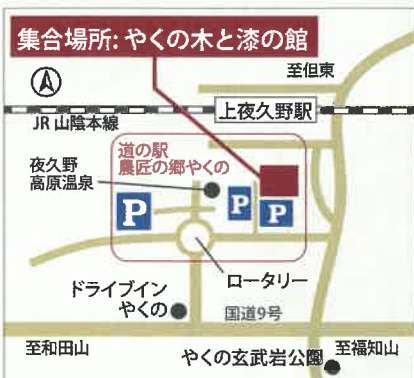 集合場所: やくの木と漆の館
至但東
上夜久野駅
JR 山陰本線
道の駅
農匠の郷やくの
夜久野
高原温泉
P
P
P
ロータリー
ドライブイン
やくの
国道9号
至和田山
やくの玄武岩公園
至福知山